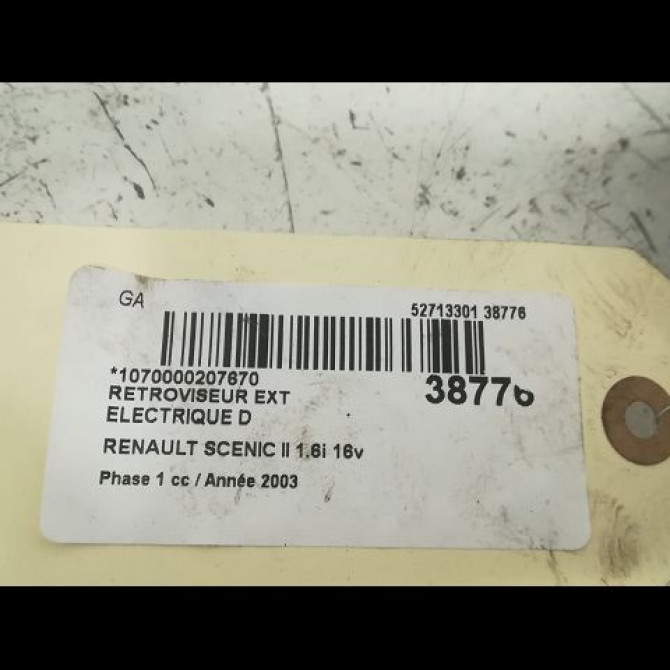 GA
52713301 38776
*1070000207670
38776
RETROVISEUR EXT
ELECTRIQUE D
RENAULT SCENIC II 1.6i 16v
Phase 1 cc / Année 2003